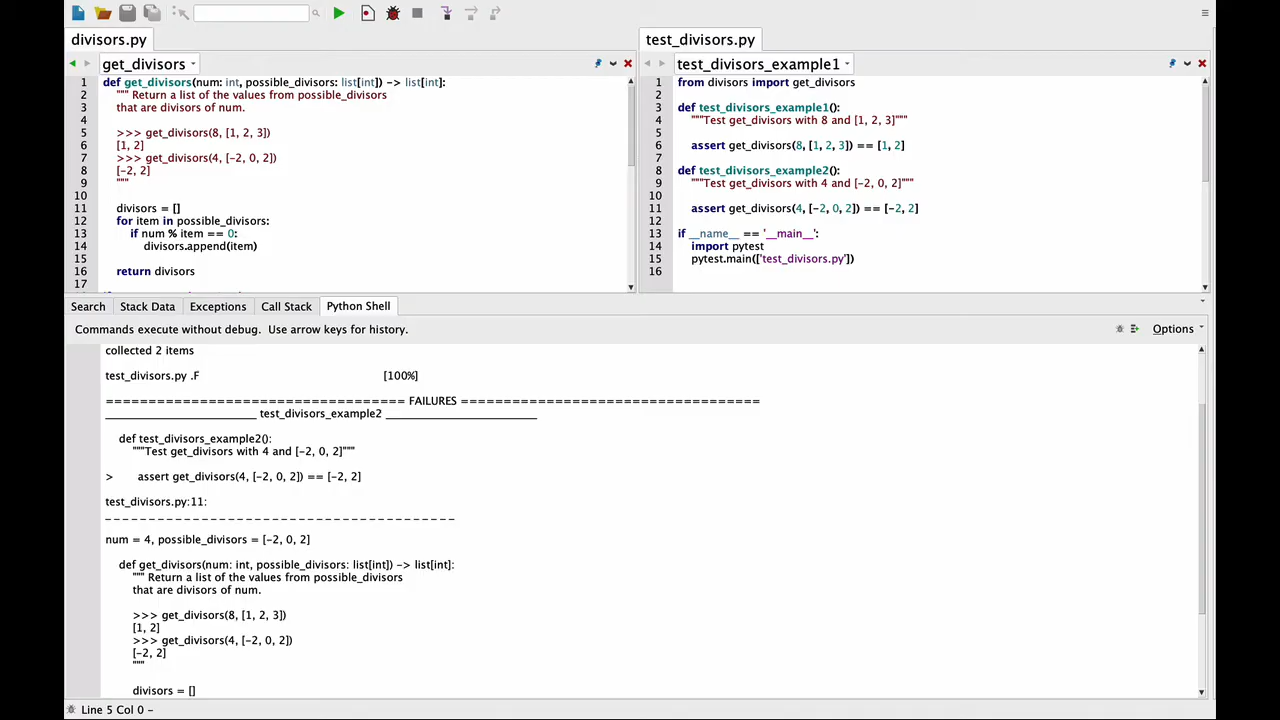 divisors.py
get_divisors
1 def get_divisors(num: int, possible_divisors: list[int]) -> list[int]:
2 """ Return a list of the values from possible_divisors
3 that are divisors of num.
4
5 >>> get_divisors(8, [1, 2, 3])
6 [1, 2]
7 >>> get_divisors(4, [-2, 0, 2])
8 [-2, 2]
9 """
10
11 divisors = []
12 for item in possible_divisors:
13 if num % item == 0:
14 divisors.append(item)
15
16 return divisors
17
test_divisors.py
test_divisors_example1
1 from divisors import get_divisors
2
3 def test_divisors_example1():
4 """Test get_divisors with 8 and [1, 2, 3]"""
5
6 assert get_divisors(8, [1, 2, 3]) == [1, 2]
7
8 def test_divisors_example2():
9 """Test get_divisors with 4 and [-2, 0, 2]"""
10
11 assert get_divisors(4, [-2, 0, 2]) == [-2, 2]
12
13 if __name__ == '__main__':
14 import pytest
15 pytest.main(['test_divisors.py'])
16
Search Stack Data Exceptions Call Stack Python Shell
Commands execute without debug. Use arrow keys for history.
Options
collected 2 items
test_divisors.py .F [100%]
=================================== FAILURES ===================================
____________________________ test_divisors_example2 ____________________________
def test_divisors_example2():
"""Test get_divisors with 4 and [-2, 0, 2]"""
> assert get_divisors(4, [-2, 0, 2]) == [-2, 2]
test_divisors.py:11:
_ _ _ _ _ _ _ _ _ _ _ _ _ _ _ _ _ _ _ _ _ _ _ _ _ _ _ _ _ _ _ _ _ _ _ _ _ _ _ _
num = 4, possible_divisors = [-2, 0, 2]
def get_divisors(num: int, possible_divisors: list[int]) -> list[int]:
""" Return a list of the values from possible_divisors
that are divisors of num.
>>> get_divisors(8, [1, 2, 3])
[1, 2]
>>> get_divisors(4, [-2, 0, 2])
[-2, 2]
"""
divisors = []
Line 5 Col 0 -